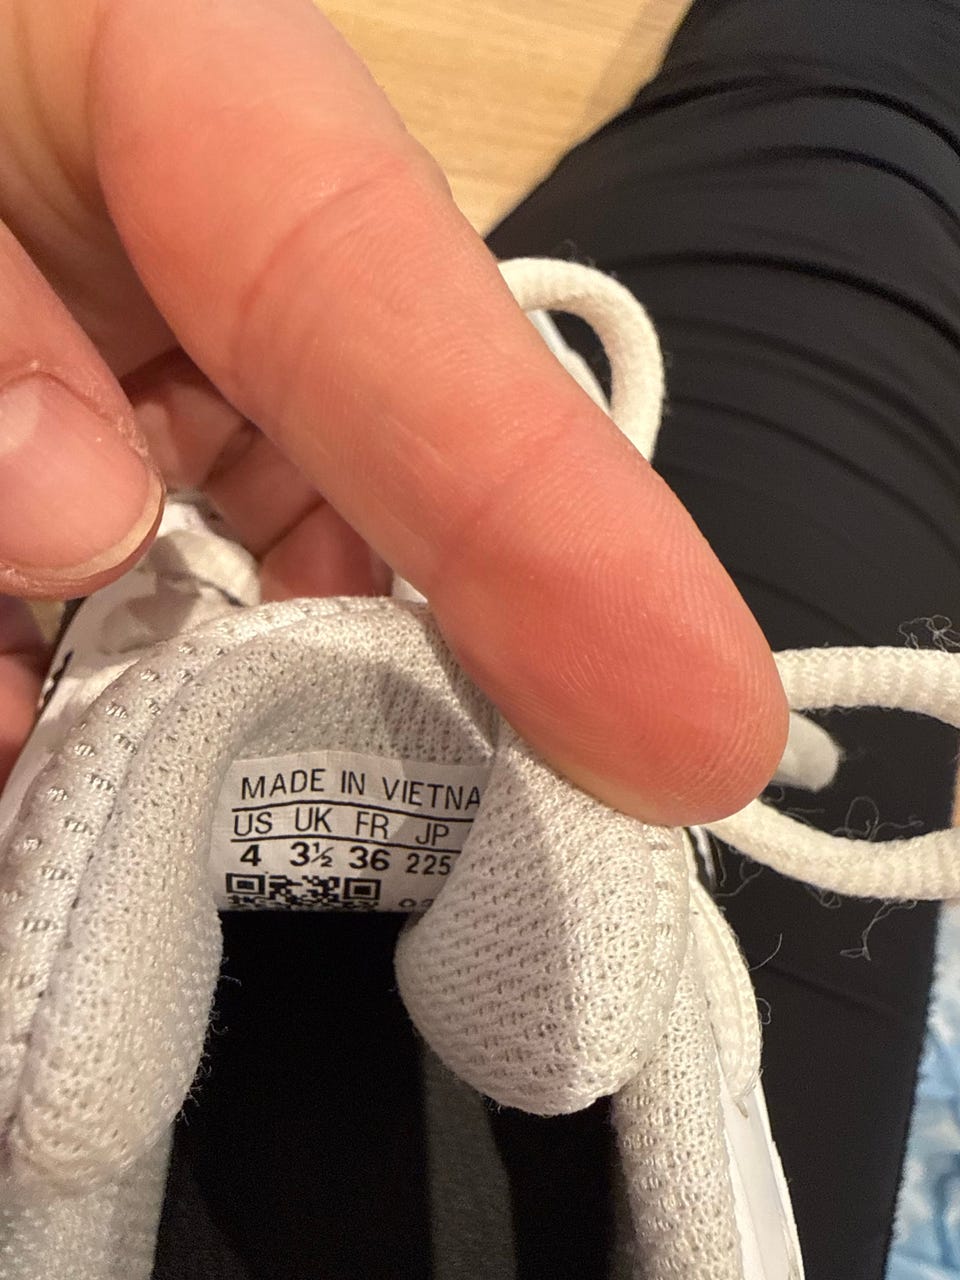 MADE IN VIETNA
US UK FR JP
4 3½ 36 225